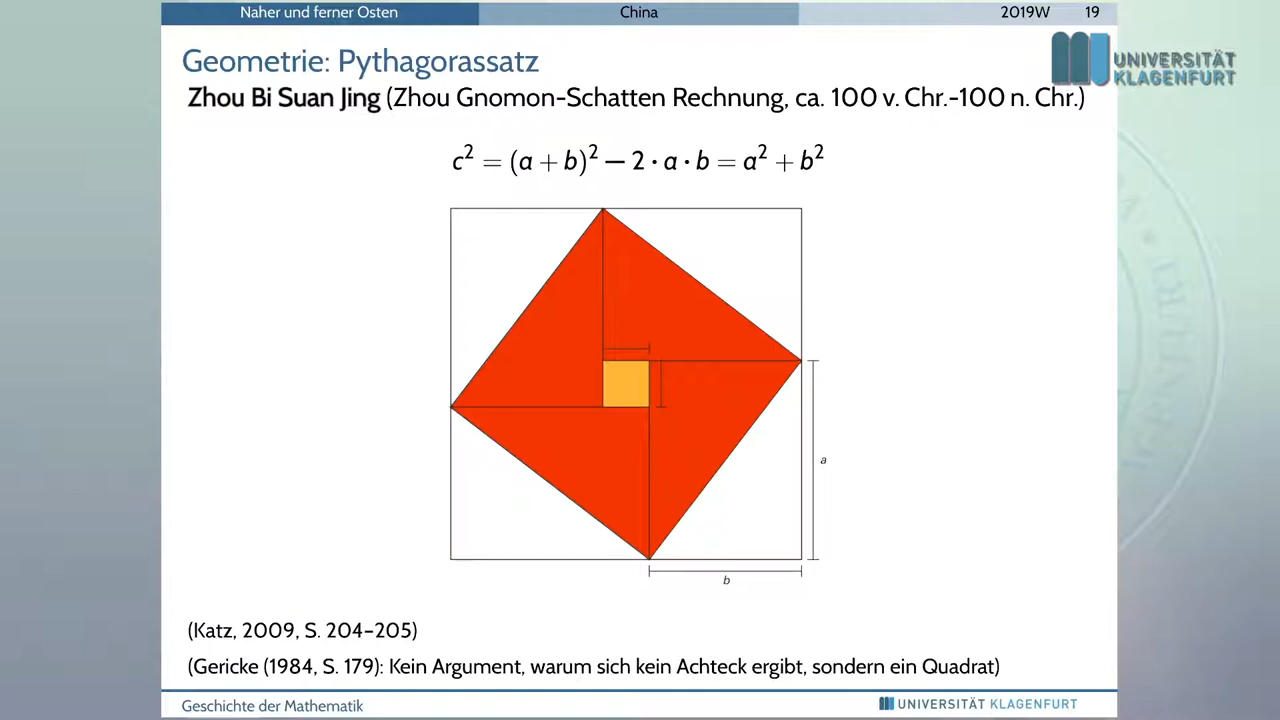 Naher und ferner Osten China 2019W 19
Geometrie: Pythagorassatz
UNIVERSITÄT
KLAGENFURT
Zhou Bi Suan Jing (Zhou Gnomon-Schatten Rechnung, ca. 100 v. Chr.-100 n. Chr.)
c² = (a + b)² − 2 · a · b = a² + b²
a
b
(Katz, 2009, S. 204–205)
(Gericke (1984, S. 179): Kein Argument, warum sich kein Achteck ergibt, sondern ein Quadrat)
Geschichte der Mathematik UNIVERSITÄT KLAGENFURT